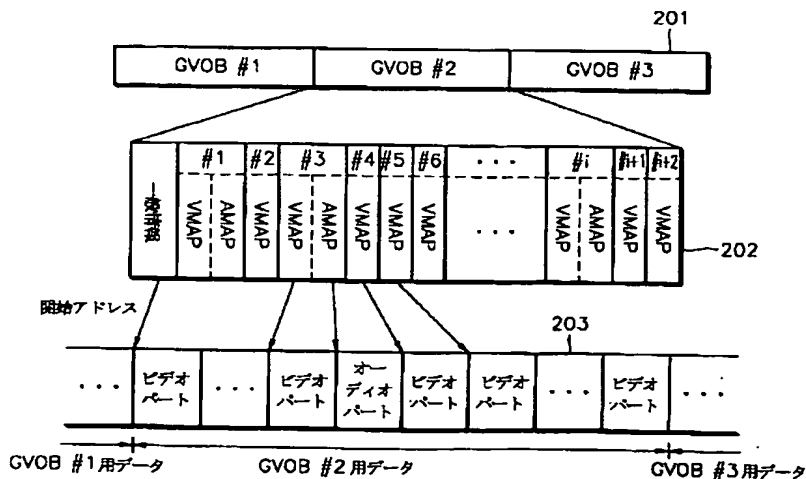 201
GVOB #1 GVOB #2 GVOB #3
#1 #2 #3 #4 #5 #6 ··· #i #i+1 #i+2
一般情報 VMAP AMAP VMAP VMAP AMAP VMAP VMAP VMAP ··· VMAP AMAP VMAP VMAP
202
開始アドレス
203
··· ビデオパート ··· ビデオパート オーディオパート ビデオパート ビデオパート ··· ビデオパート ···
GVOB #1用データ GVOB #2用データ GVOB #3用データ